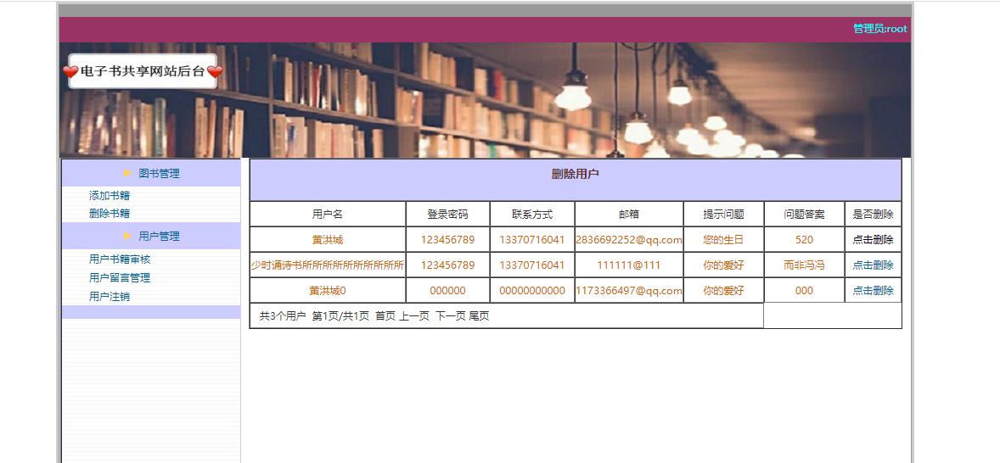 管理员:root
电子书共享网站后台
图书管理
添加书籍
删除书籍
用户管理
用户书籍审核
用户留言管理
用户注销
删除用户
用户名 登录密码 联系方式 邮箱 提示问题 问题答案 是否删除
黄洪城 123456789 13370716041 2836692252@qq.com 您的生日 520 点击删除
少时诵诗书所所所所所所所所所所 123456789 13370716041 111111@111 你的爱好 而非冯冯 点击删除
黄洪城0 000000 00000000000 1173366497@qq.com 你的爱好 000 点击删除
共3个用户 第1页/共1页 首页 上一页 下一页 尾页